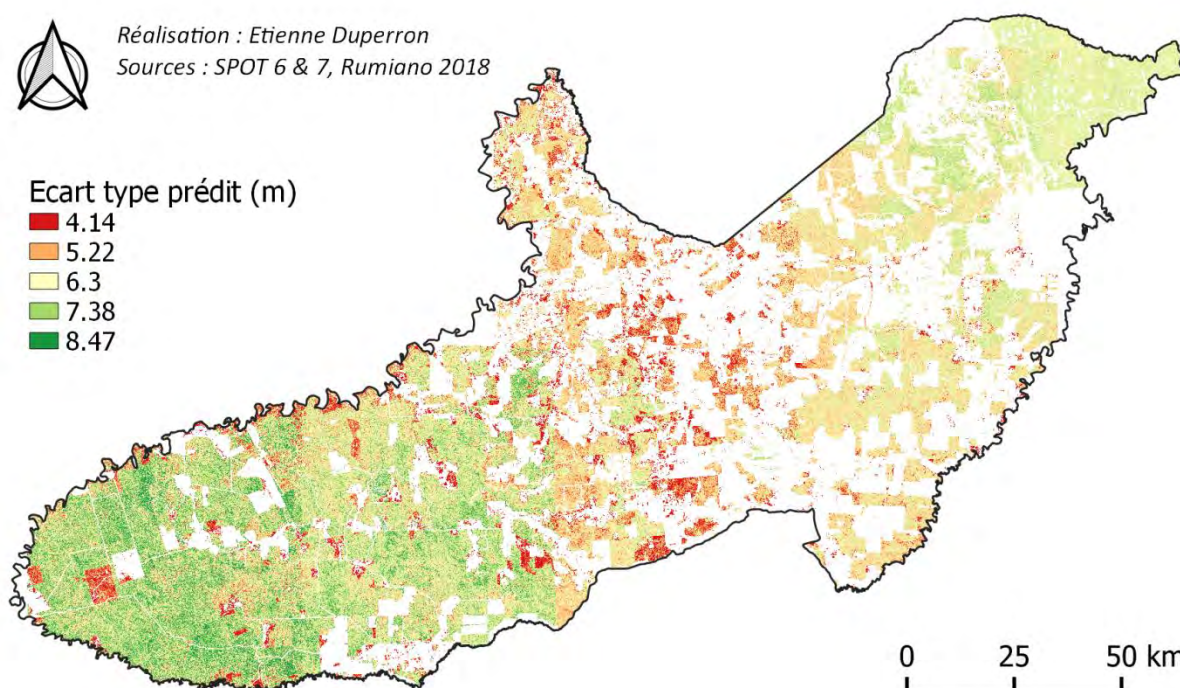 Réalisation : Etienne Duperron
Sources : SPOT 6 & 7, Rumiano 2018
Ecart type prédit (m)
4.14
5.22
6.3
7.38
8.47
0 25 50 km